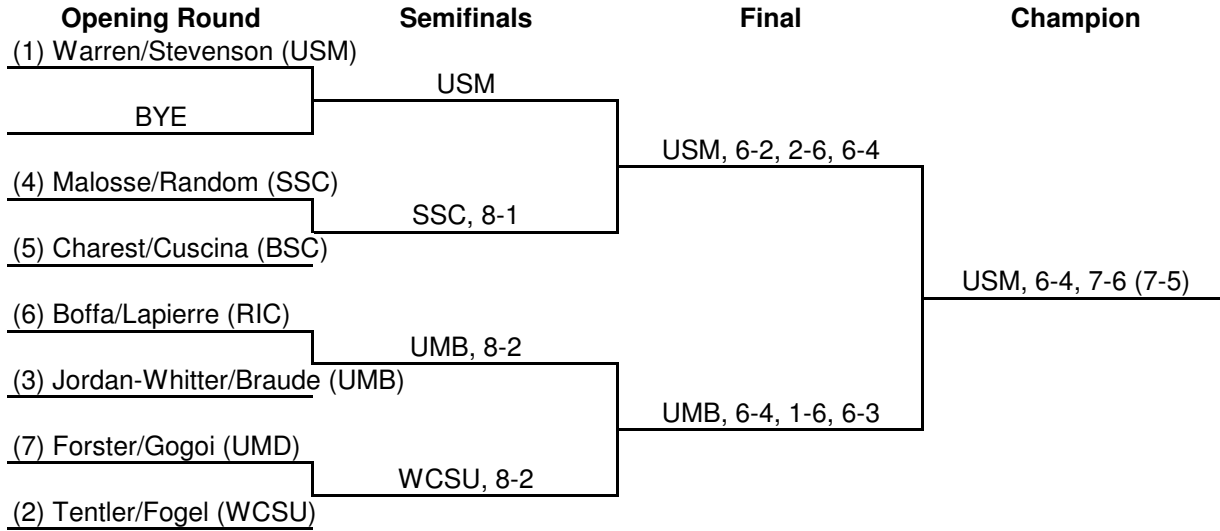 Opening Round Semifinals Final Champion
(1) Warren/Stevenson (USM)
USM
BYE
USM, 6-2, 2-6, 6-4
(4) Malosse/Random (SSC)
SSC, 8-1
(5) Charest/Cuscina (BSC)
USM, 6-4, 7-6 (7-5)
(6) Boffa/Lapierre (RIC)
UMB, 8-2
(3) Jordan-Whitter/Braude (UMB)
UMB, 6-4, 1-6, 6-3
(7) Forster/Gogoi (UMD)
WCSU, 8-2
(2) Tentler/Fogel (WCSU)